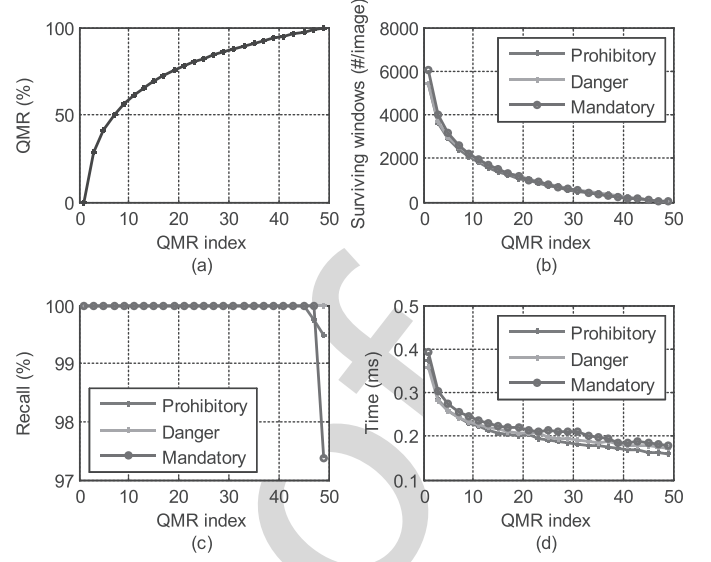 100
50
0
QMR (%)
0 10 20 30 40 50
QMR index
(a)
8000
6000
4000
2000
0
Surviving windows (#/image)
Prohibitory
Danger
Mandatory
0 10 20 30 40 50
QMR index
(b)
100
99
98
97
Recall (%)
Prohibitory
Danger
Mandatory
0 10 20 30 40 50
QMR index
(c)
0.5
0.4
0.3
0.2
0.1
Time (ms)
Prohibitory
Danger
Mandatory
0 10 20 30 40 50
QMR index
(d)
of